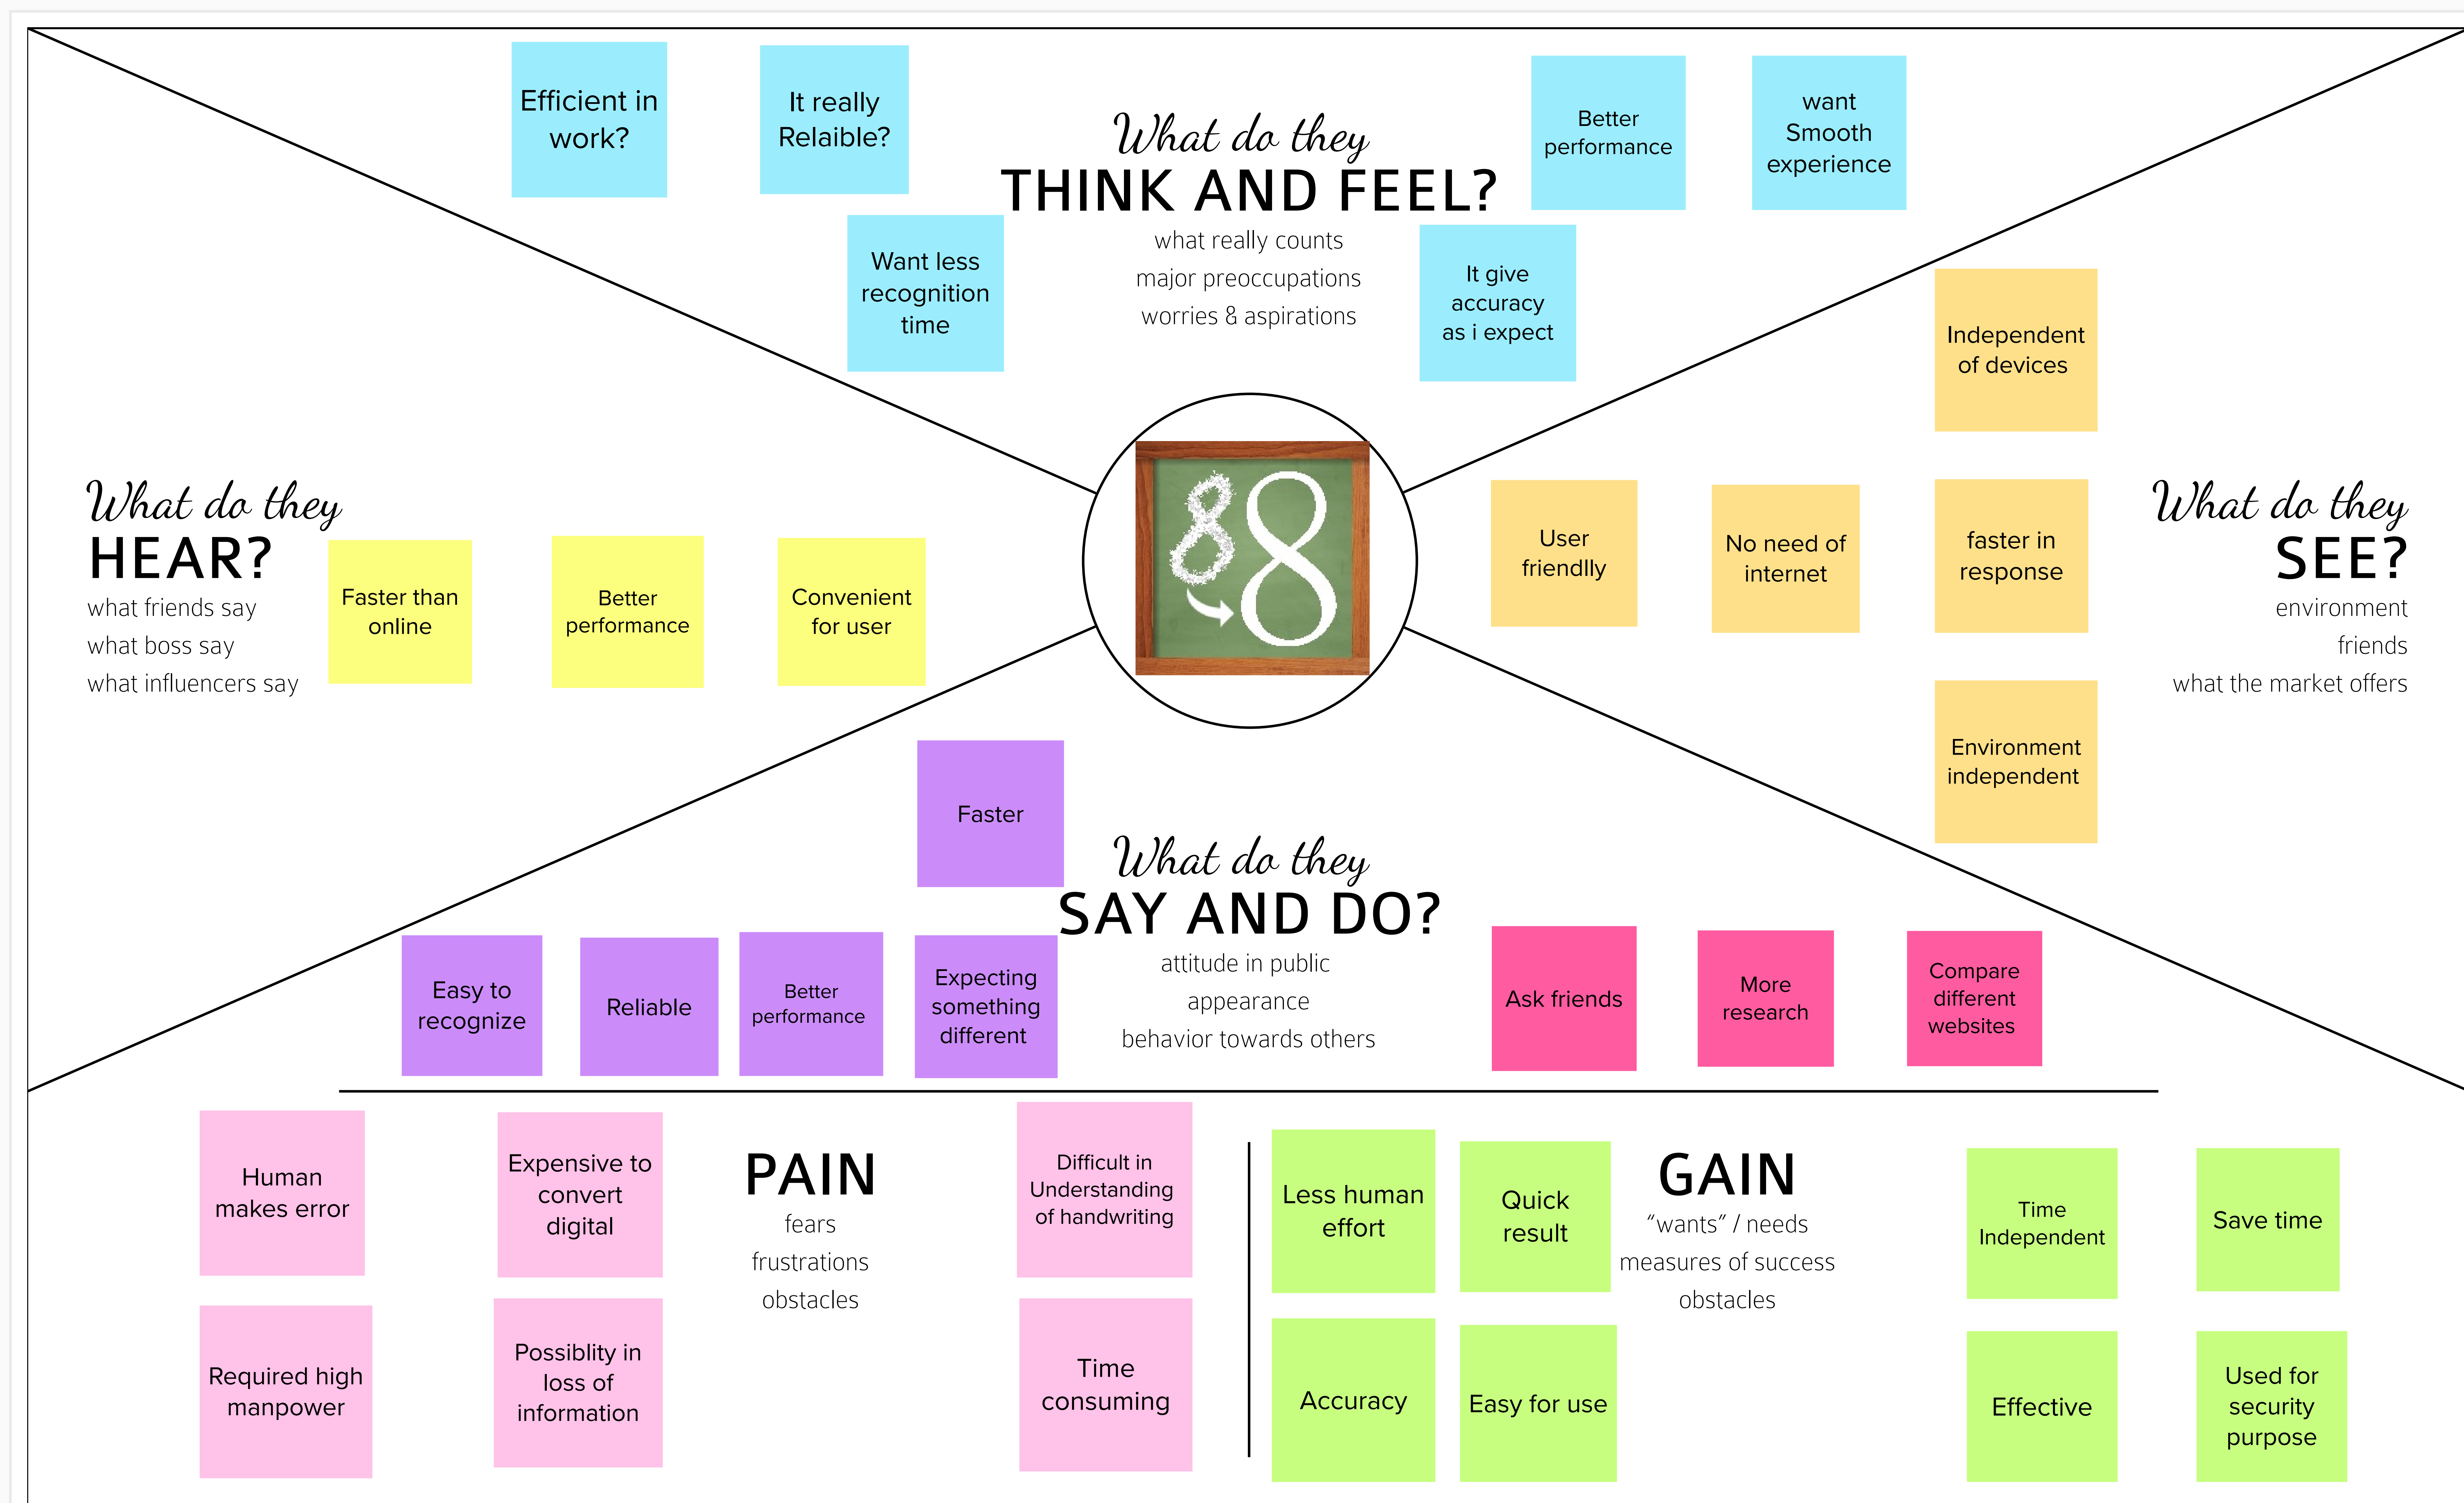 Efficient in
work?
It really
Relaible?
Want less
recognition
time
What do they
THINK AND FEEL?
what really counts
major preoccupations
worries & aspirations
Better
performance
want
Smooth
experience
It give
accuracy
as i expect
What do they
HEAR?
what friends say
what boss say
what influencers say
Faster than
online
Better
performance
Convenient
for user
8 8
Independent
of devices
User
friendlly
No need of
internet
faster in
response
Environment
independent
What do they
SEE?
environment
friends
what the market offers
Faster
Easy to
recognize
Reliable
Better
performance
Expecting
something
different
What do they
SAY AND DO?
attitude in public
appearance
behavior towards others
Ask friends
More
research
Compare
different
websites
Human
makes error
Expensive to
convert
digital
Required high
manpower
Possiblity in
loss of
information
PAIN
fears
frustrations
obstacles
Difficult in
Understanding
of handwriting
Time
consuming
Less human
effort
Quick
result
Accuracy
Easy for use
GAIN
“wants” / needs
measures of success
obstacles
Time
Independent
Save time
Effective
Used for
security
purpose